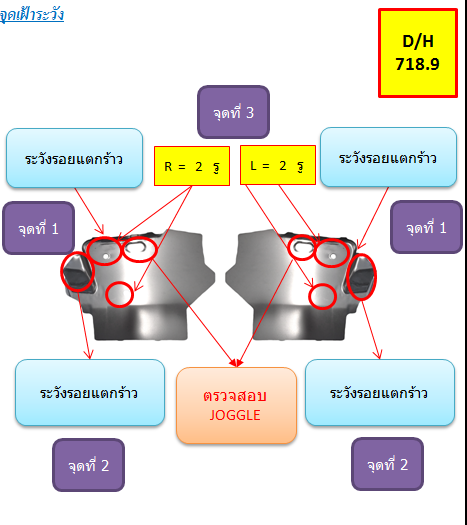 จุดเฝ้าระวัง
D/H
718.9
จุดที่ 3
ระวังรอยแตกร้าว
R = 2 รู
L = 2 รู
ระวังรอยแตกร้าว
จุดที่ 1
จุดที่ 1
ระวังรอยแตกร้าว
ตรวจสอบ
JOGGLE
ระวังรอยแตกร้าว
จุดที่ 2
จุดที่ 2